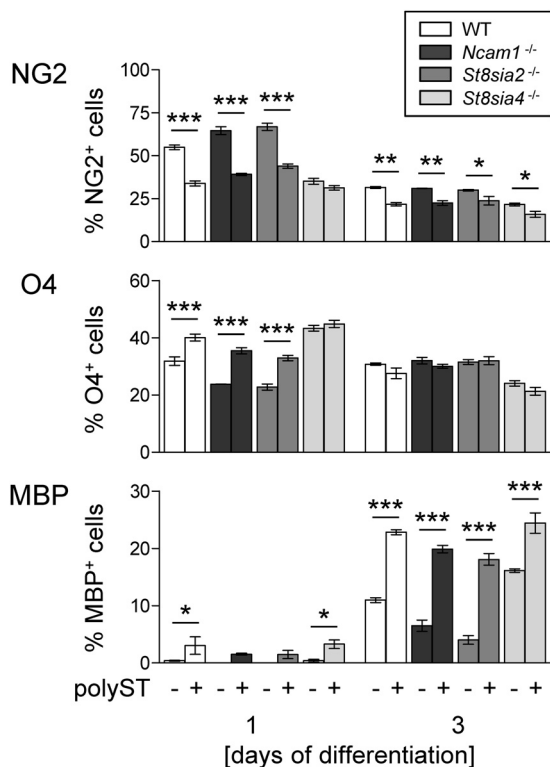 WT
Ncam1 -/-
St8sia2 -/-
St8sia4 -/-
NG2
% NG2+ cells
100
75
50
25
0
*** *** ***
** ** * *
O4
% O4+ cells
60
40
20
0
*** *** ***
MBP
% MBP+ cells
30
20
10
0
* *
*** *** *** ***
polyST - + - + - + - + - + - + - + - +
1 3
[days of differentiation]